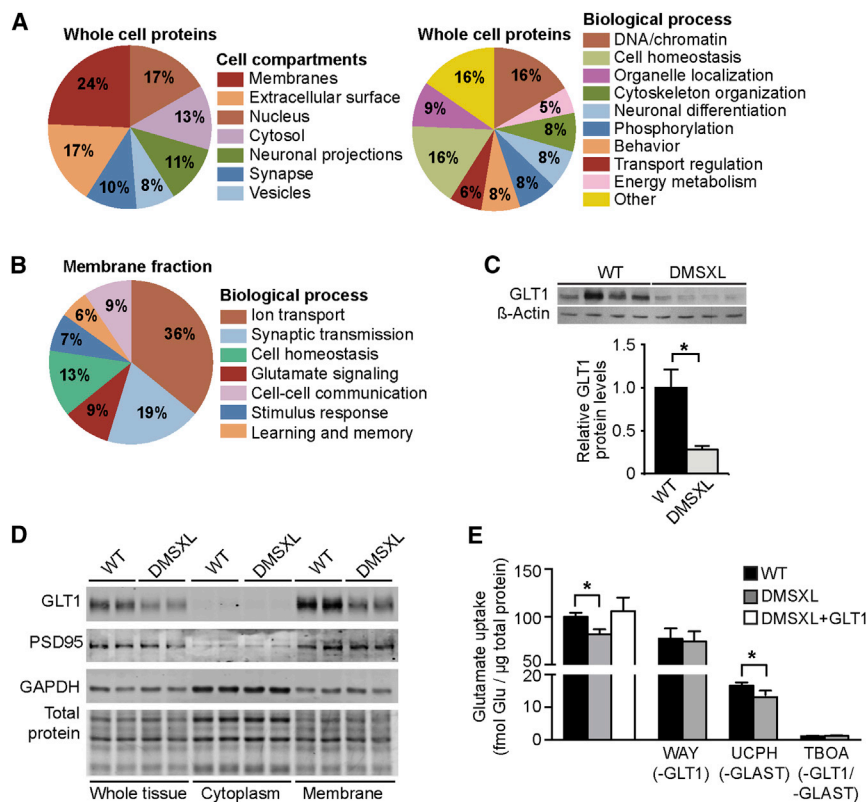 A
Whole cell proteins
24%
17%
13%
11%
8%
10%
17%
Cell compartments
Membranes
Extracellular surface
Nucleus
Cytosol
Neuronal projections
Synapse
Vesicles
Whole cell proteins
16%
16%
5%
8%
8%
8%
8%
6%
16%
9%
Biological process
DNA/chromatin
Cell homeostasis
Organelle localization
Cytoskeleton organization
Neuronal differentiation
Phosphorylation
Behavior
Transport regulation
Energy metabolism
Other
B
Membrane fraction
9%
36%
19%
9%
13%
7%
6%
Biological process
Ion transport
Synaptic transmission
Cell homeostasis
Glutamate signaling
Cell-cell communication
Stimulus response
Learning and memory
C
WT DMSXL
GLT1
ß-Actin
Relative GLT1
protein levels
1.5
1.0
0.5
0
*
WT
DMSXL
D
WT DMSXL WT DMSXL WT DMSXL
GLT1
PSD95
GAPDH
Total
protein
Whole tissue Cytoplasm Membrane
E
Glutamate uptake
(fmol Glu / µg total protein)
150
100
50
20
10
0
*
*
WT
DMSXL
DMSXL+GLT1
WAY
(-GLT1)
UCPH
(-GLAST)
TBOA
(-GLT1/
-GLAST)